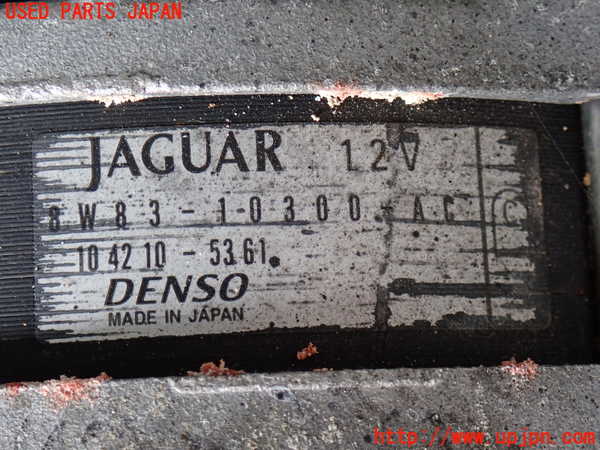 USED PARTS JAPAN
JAGUAR 12V
8W83-10300-AC
104210-5361
DENSO
MADE IN JAPAN
http://www.upjpn.com/